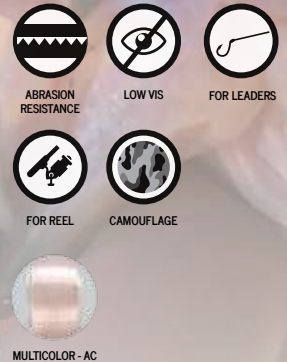 ABRASION
RESISTANCE
LOW VIS
FOR LEADERS
FOR REEL
CAMOUFLAGE
MULTICOLOR - AC